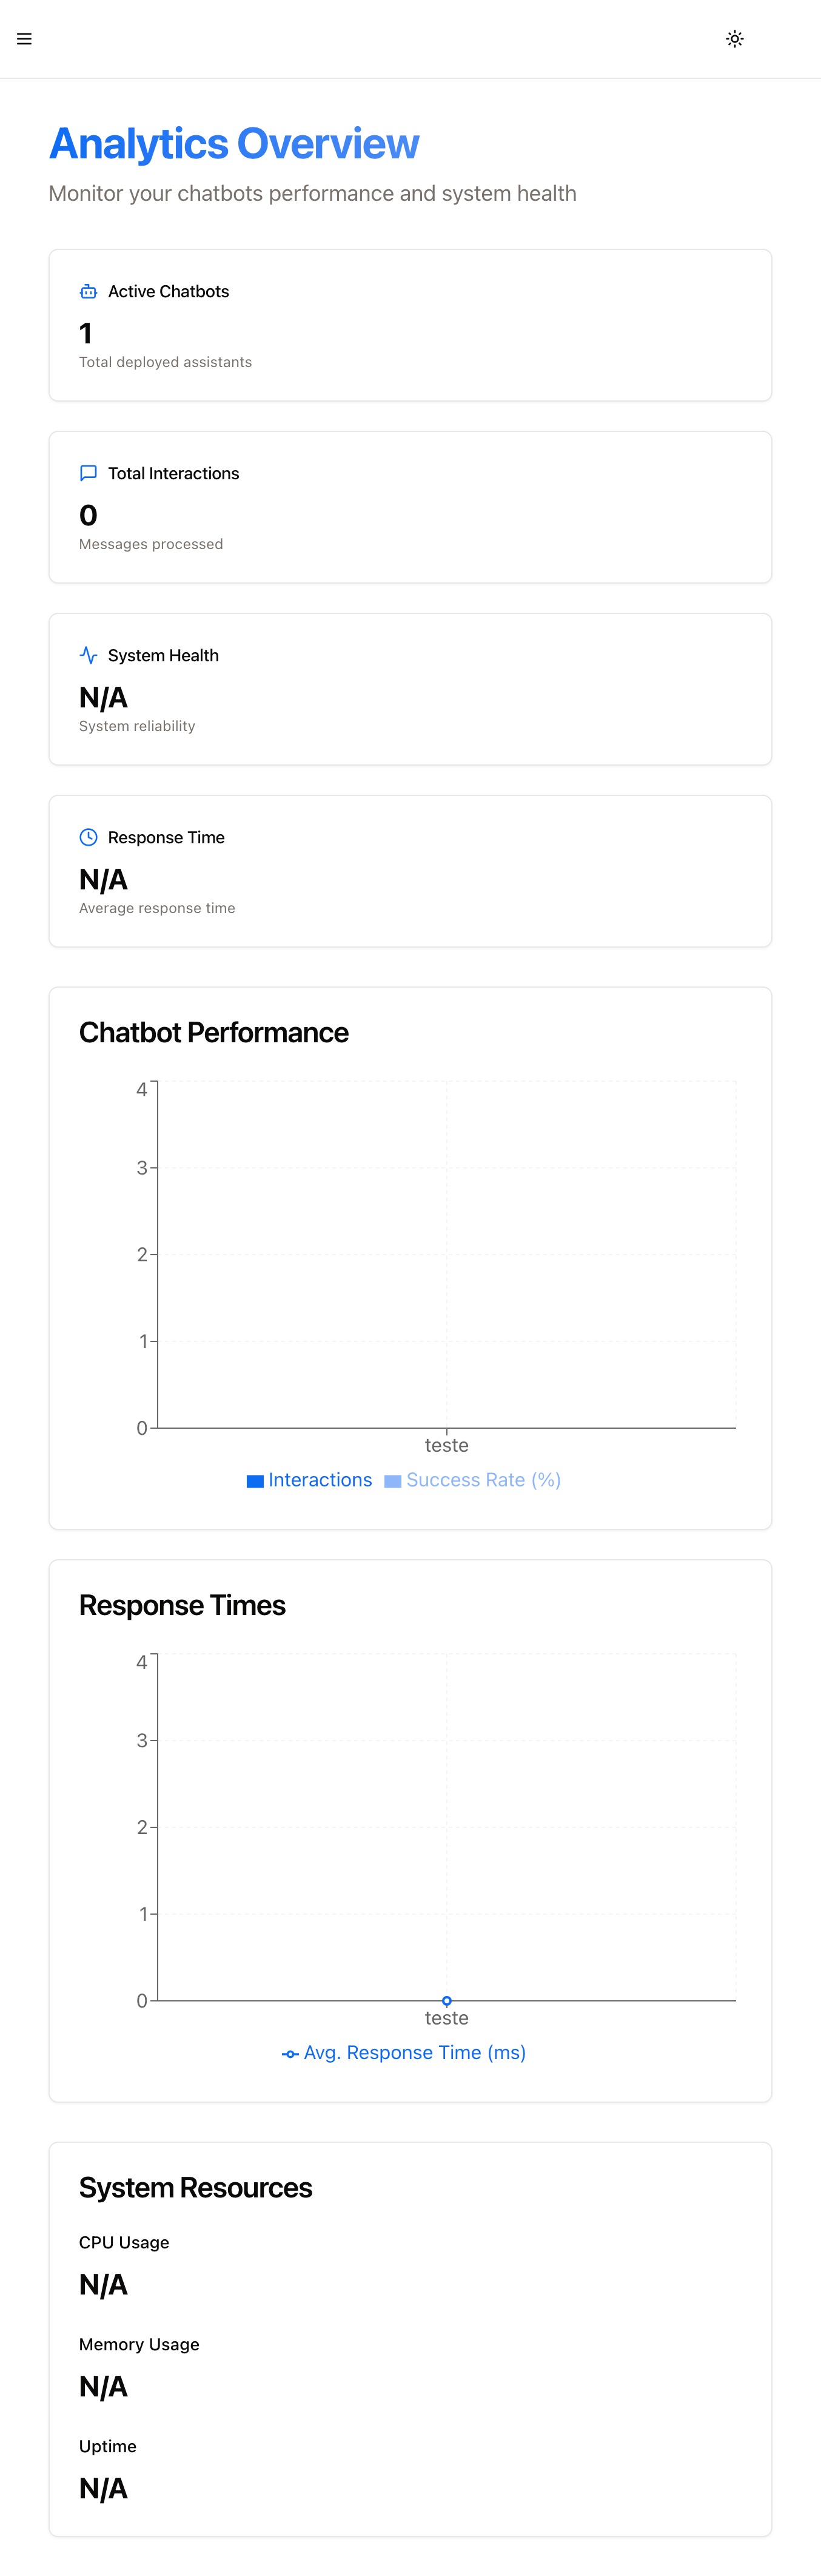 Analytics Overview
Monitor your chatbots performance and system health
Active Chatbots
1
Total deployed assistants
Total Interactions
0
Messages processed
System Health
N/A
System reliability
Response Time
N/A
Average response time
Chatbot Performance
4
3
2
1
0
teste
Interactions Success Rate (%)
Response Times
4
3
2
1
0
teste
Avg. Response Time (ms)
System Resources
CPU Usage
N/A
Memory Usage
N/A
Uptime
N/A